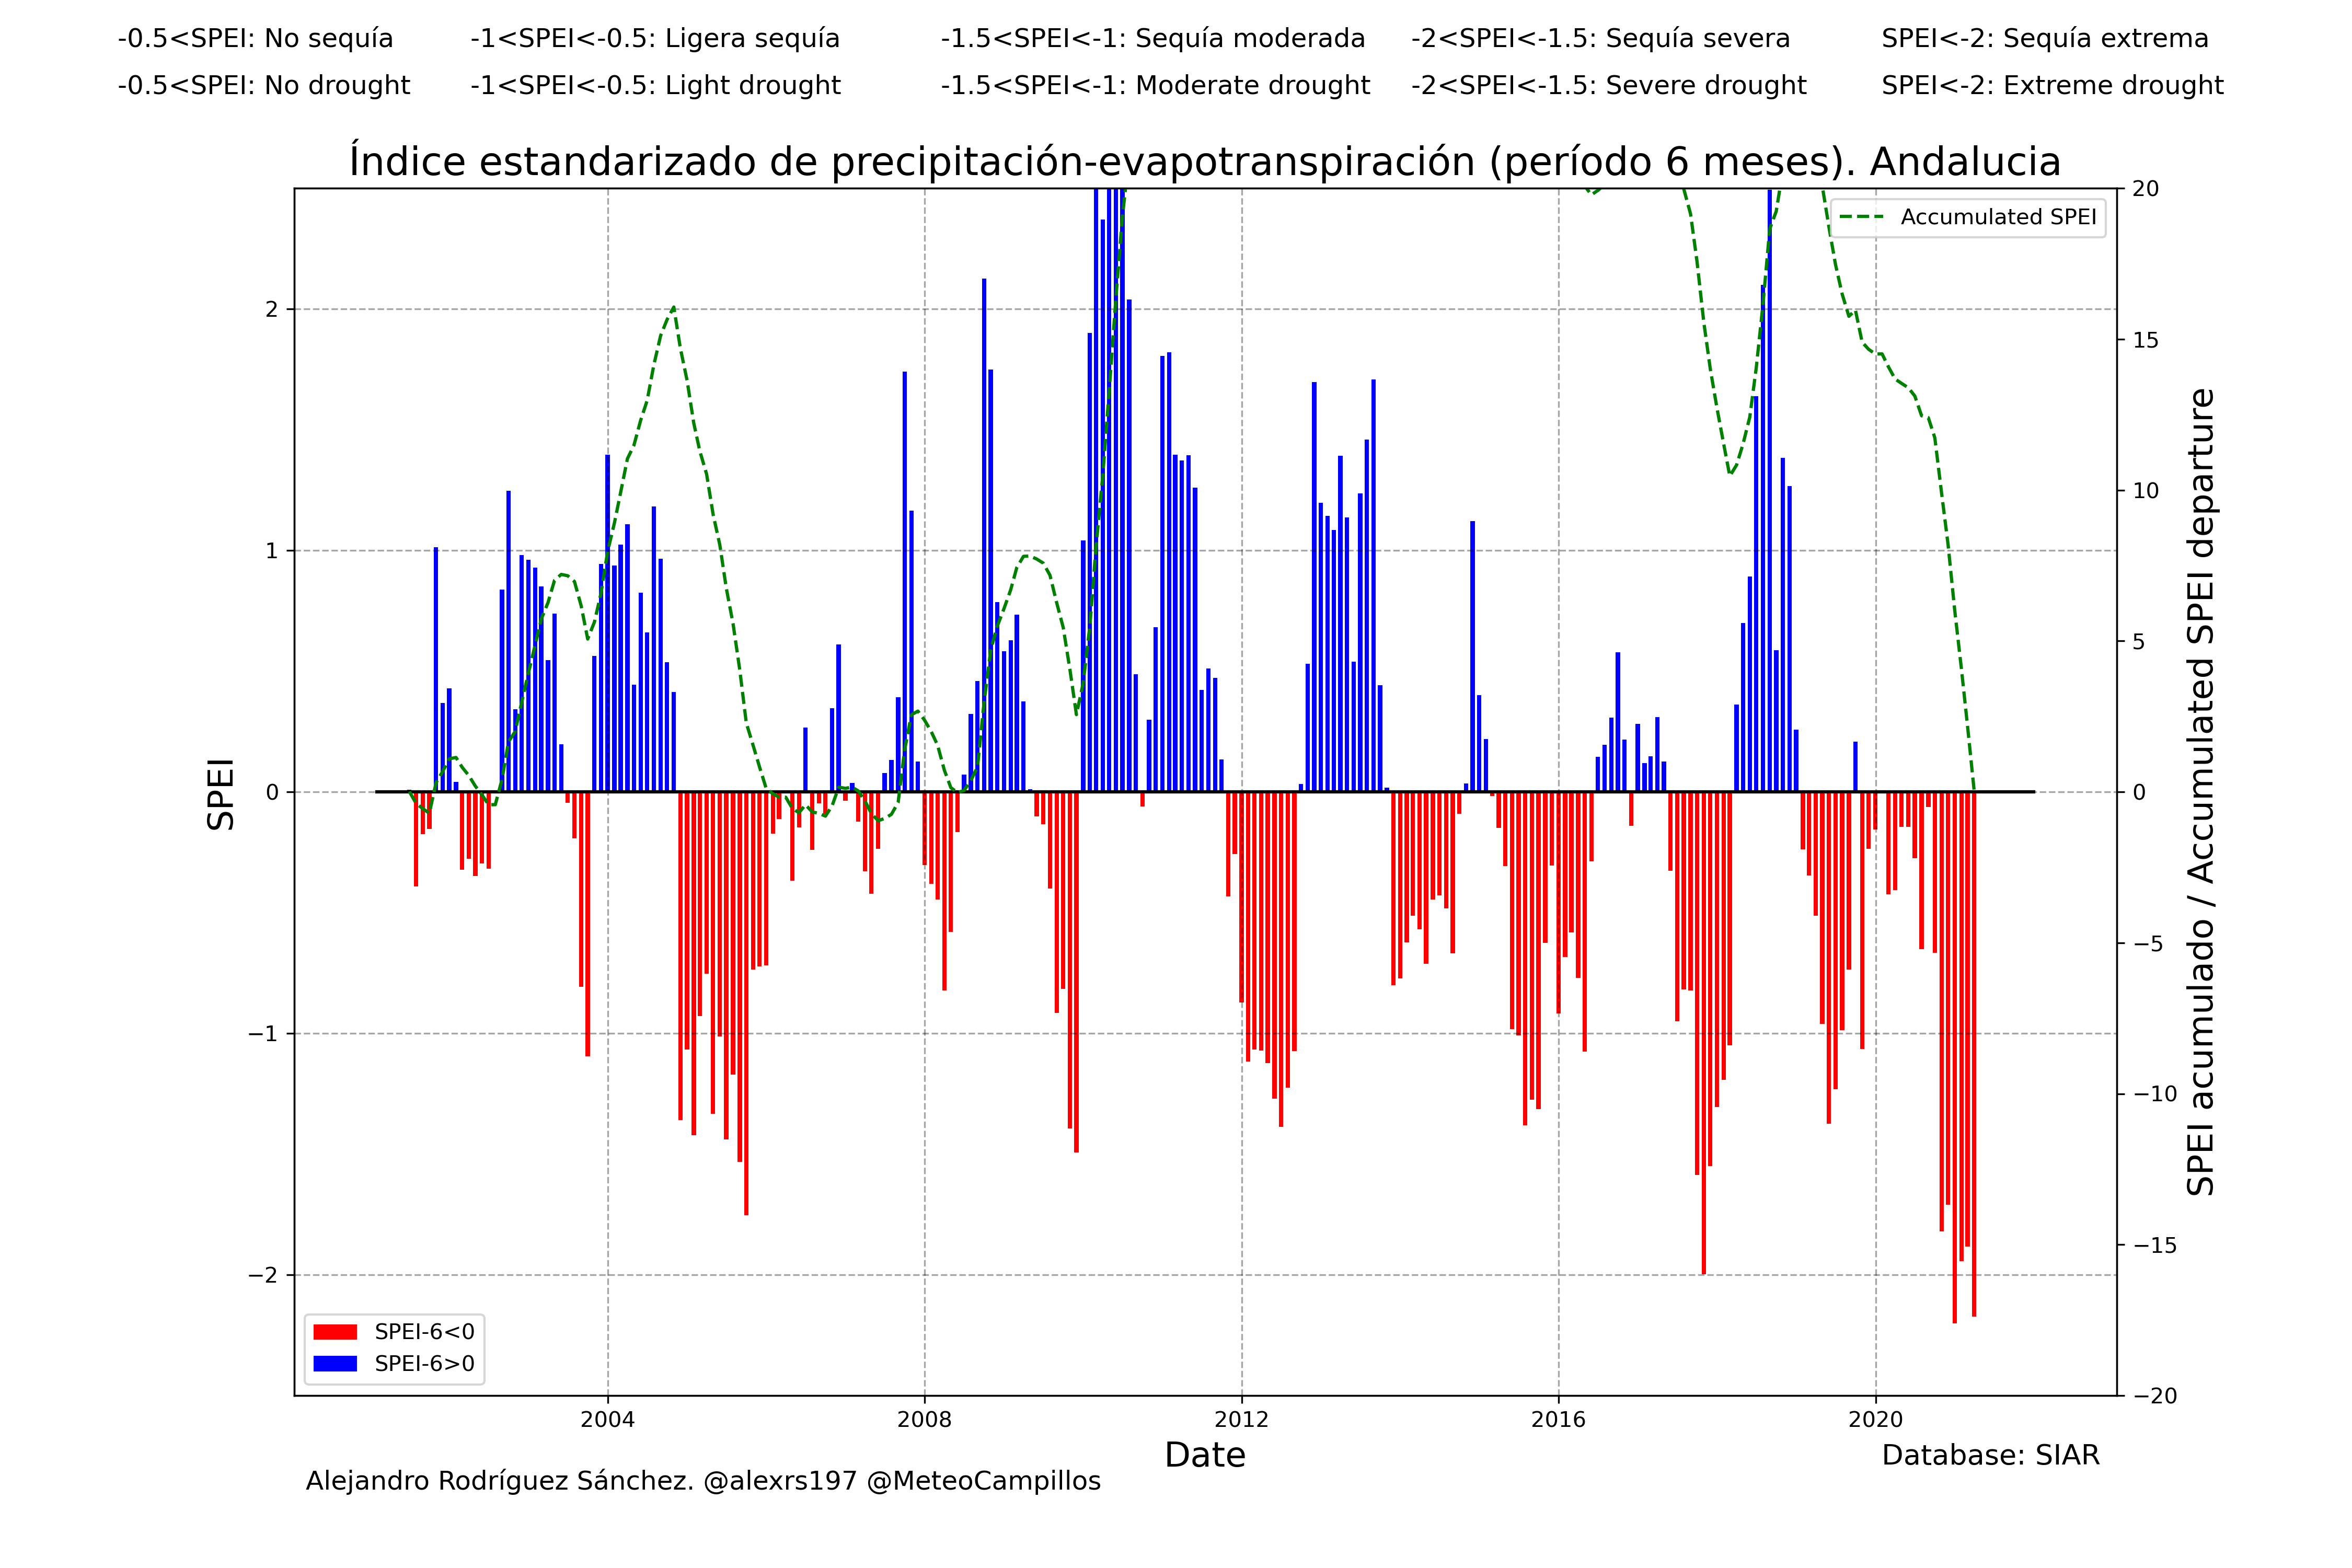 -0.5<SPEI: No sequía -1<SPEI<-0.5: Ligera sequía -1.5<SPEI<-1: Sequía moderada -2<SPEI<-1.5: Sequía severa SPEI<-2: Sequía extrema
-0.5<SPEI: No drought -1<SPEI<-0.5: Light drought -1.5<SPEI<-1: Moderate drought -2<SPEI<-1.5: Severe drought SPEI<-2: Extreme drought
Índice estandarizado de precipitación-evapotranspiración (período 6 meses). Andalucia
Accumulated SPEI
SPEI
2
1
0
−1
−2
20
15
10
5
0
−5
−10
−15
−20
SPEI acumulado / Accumulated SPEI departure
SPEI-6<0
SPEI-6>0
2004 2008 2012 2016 2020
Date
Database: SIAR
Alejandro Rodríguez Sánchez. @alexrs197 @MeteoCampillos